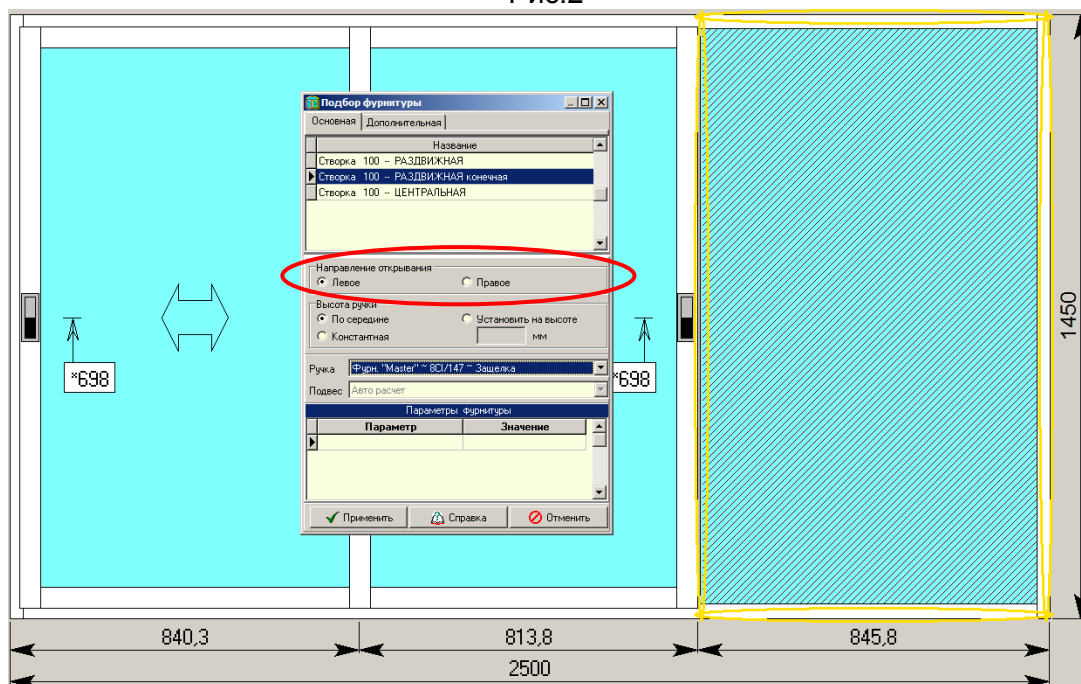 Рис.2
Подбор фурнитуры
Основная Дополнительная
Название
Створка 100 -- РАЗДВИЖНАЯ
Створка 100 -- РАЗДВИЖНАЯ конечная
Створка 100 -- ЦЕНТРАЛЬНАЯ
Направление открывания
Левое Правое
Высота ручки
По середине Установить на высоте
Константная мм
Ручка Фурн. "Master" ~ 8CI/147 ~ Защелка
Подвес Авто расчет
Параметры фурнитуры
Параметр Значение
Применить Справка Отменить
×698
×698
1450
840,3 813,8 845,8
2500